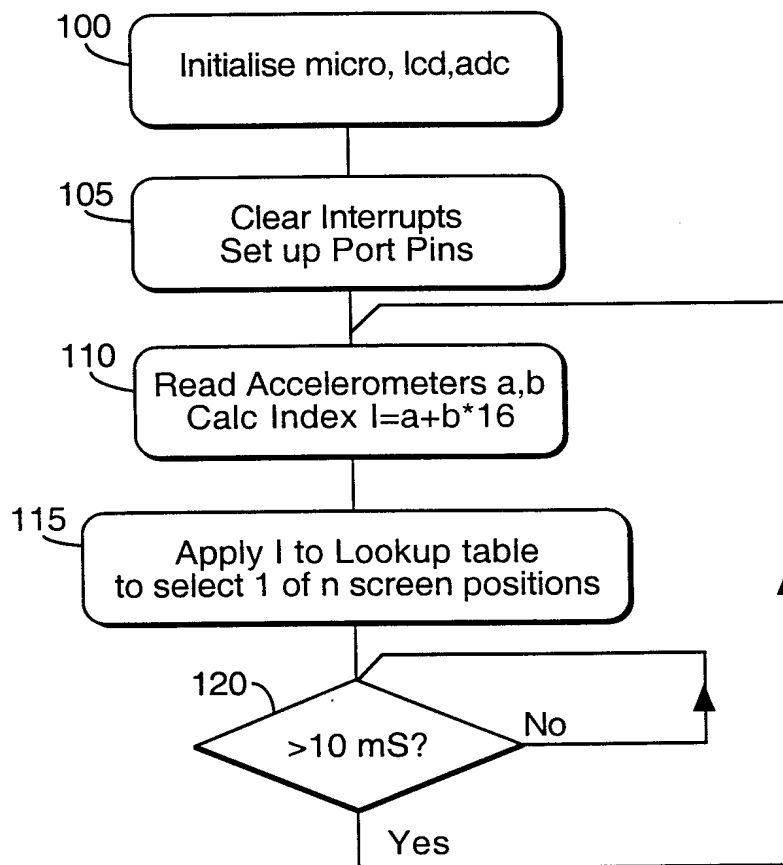 100
Initialise micro, lcd,adc
105
Clear Interrupts
Set up Port Pins
110
Read Accelerometers a,b
Calc Index I=a+b*16
115
Apply I to Lookup table
to select 1 of n screen positions
120
>10 mS?
No
Yes